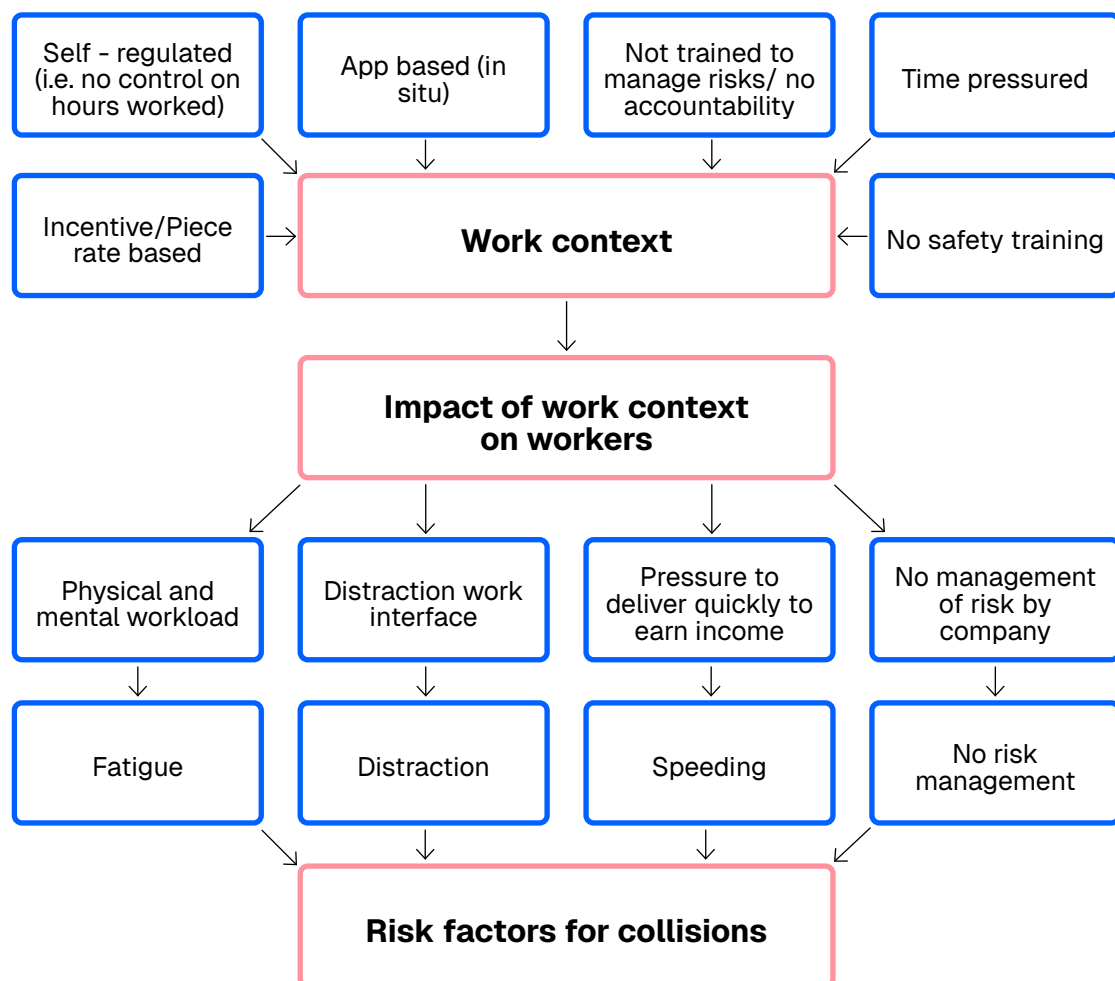 Self - regulated
(i.e. no control on
hours worked)
App based (in
situ)
Not trained to
manage risks/ no
accountability
Time pressured
Incentive/Piece
rate based
Work context
No safety training
Impact of work context
on workers
Physical and
mental workload
Distraction work
interface
Pressure to
deliver quickly to
earn income
No management
of risk by
company
Fatigue
Distraction
Speeding
No risk
management
Risk factors for collisions